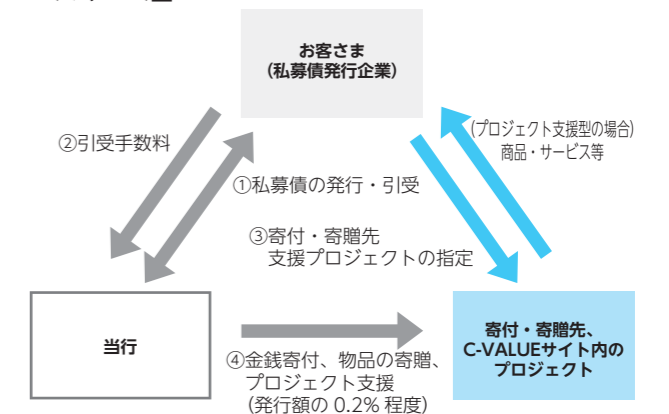 お客さま
(私募債発行企業)
②引受手数料
(プロジェクト支援型の場合)
商品・サービス等
①私募債の発行・引受
③寄付・寄贈先
支援プロジェクトの指定
当行
寄付・寄贈先、
C-VALUEサイト内の
プロジェクト
④金銭寄付、物品の寄贈、
プロジェクト支援
(発行額の 0.2% 程度)